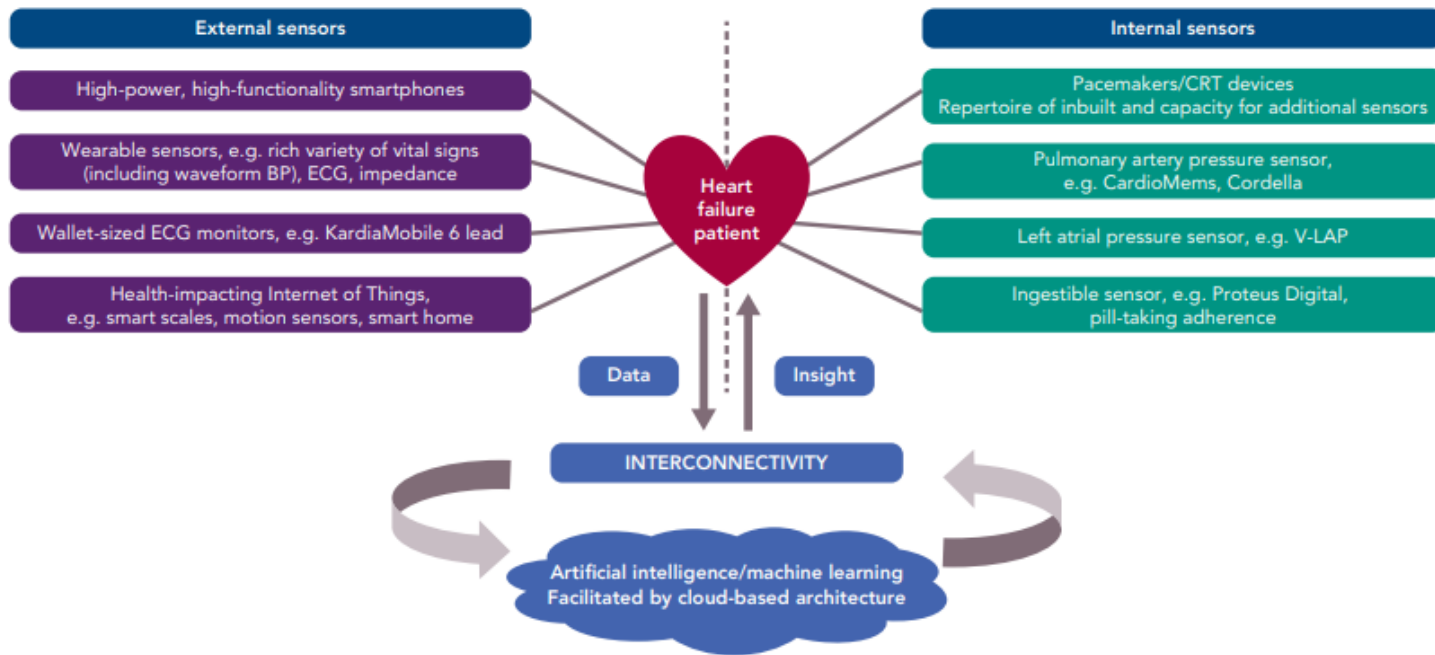 External sensors
High-power, high-functionality smartphones
Wearable sensors, e.g. rich variety of vital signs
(including waveform BP), ECG, impedance
Wallet-sized ECG monitors, e.g. KardiaMobile 6 lead
Health-impacting Internet of Things,
e.g. smart scales, motion sensors, smart home
Heart
failure
patient
Internal sensors
Pacemakers/CRT devices
Repertoire of inbuilt and capacity for additional sensors
Pulmonary artery pressure sensor,
e.g. CardioMems, Cordella
Left atrial pressure sensor, e.g. V-LAP
Ingestible sensor, e.g. Proteus Digital,
pill-taking adherence
Data
Insight
INTERCONNECTIVITY
Artificial intelligence/machine learning
Facilitated by cloud-based architecture